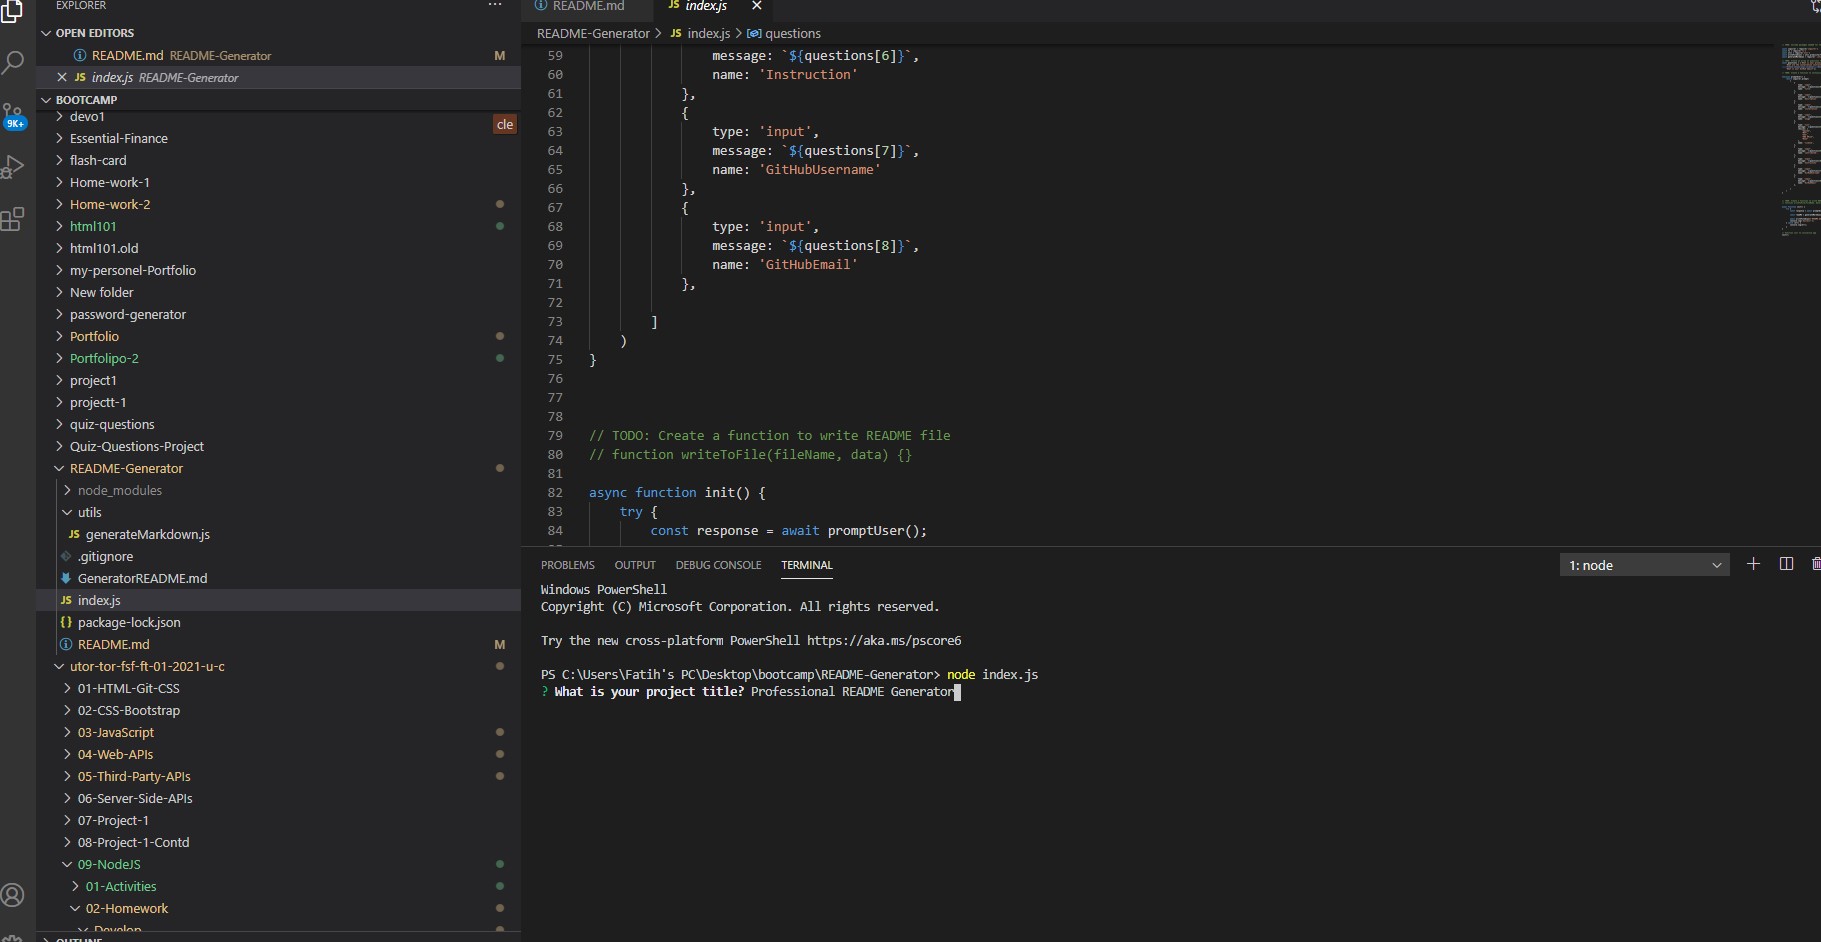 EXPLORER
OPEN EDITORS
README.md README-Generator M
JS index.js README-Generator
BOOTCAMP
devo1
cle
Essential-Finance
flash-card
Home-work-1
Home-work-2
html101
html101.old
my-personel-Portfolio
New folder
password-generator
Portfolio
Portfolipo-2
project1
projectt-1
quiz-questions
Quiz-Questions-Project
README-Generator
node_modules
utils
JS generateMarkdown.js
.gitignore
GeneratorREADME.md
JS index.js
{} package-lock.json
README.md M
utor-tor-fsf-ft-01-2021-u-c
01-HTML-Git-CSS
02-CSS-Bootstrap
03-JavaScript
04-Web-APIs
05-Third-Party-APIs
06-Server-Side-APIs
07-Project-1
08-Project-1-Contd
09-NodeJS
01-Activities
02-Homework
Develop
OUTLINE
9K+
README.md JS index.js
README-Generator > JS index.js > questions
59 message: `${questions[6]}`,
60 name: 'Instruction'
61 },
62 {
63 type: 'input',
64 message: `${questions[7]}`,
65 name: 'GitHubUsername'
66 },
67 {
68 type: 'input',
69 message: `${questions[8]}`,
70 name: 'GitHubEmail'
71 },
72
73 ]
74 )
75 }
76
77
78
79 // TODO: Create a function to write README file
80 // function writeToFile(fileName, data) {}
81
82 async function init() {
83 try {
84 const response = await promptUser();
PROBLEMS OUTPUT DEBUG CONSOLE TERMINAL 1: node
Windows PowerShell
Copyright (C) Microsoft Corporation. All rights reserved.
Try the new cross-platform PowerShell https://aka.ms/pscore6
PS C:\Users\Fatih's PC\Desktop\bootcamp\README-Generator> node index.js
? What is your project title? Professional README Generator